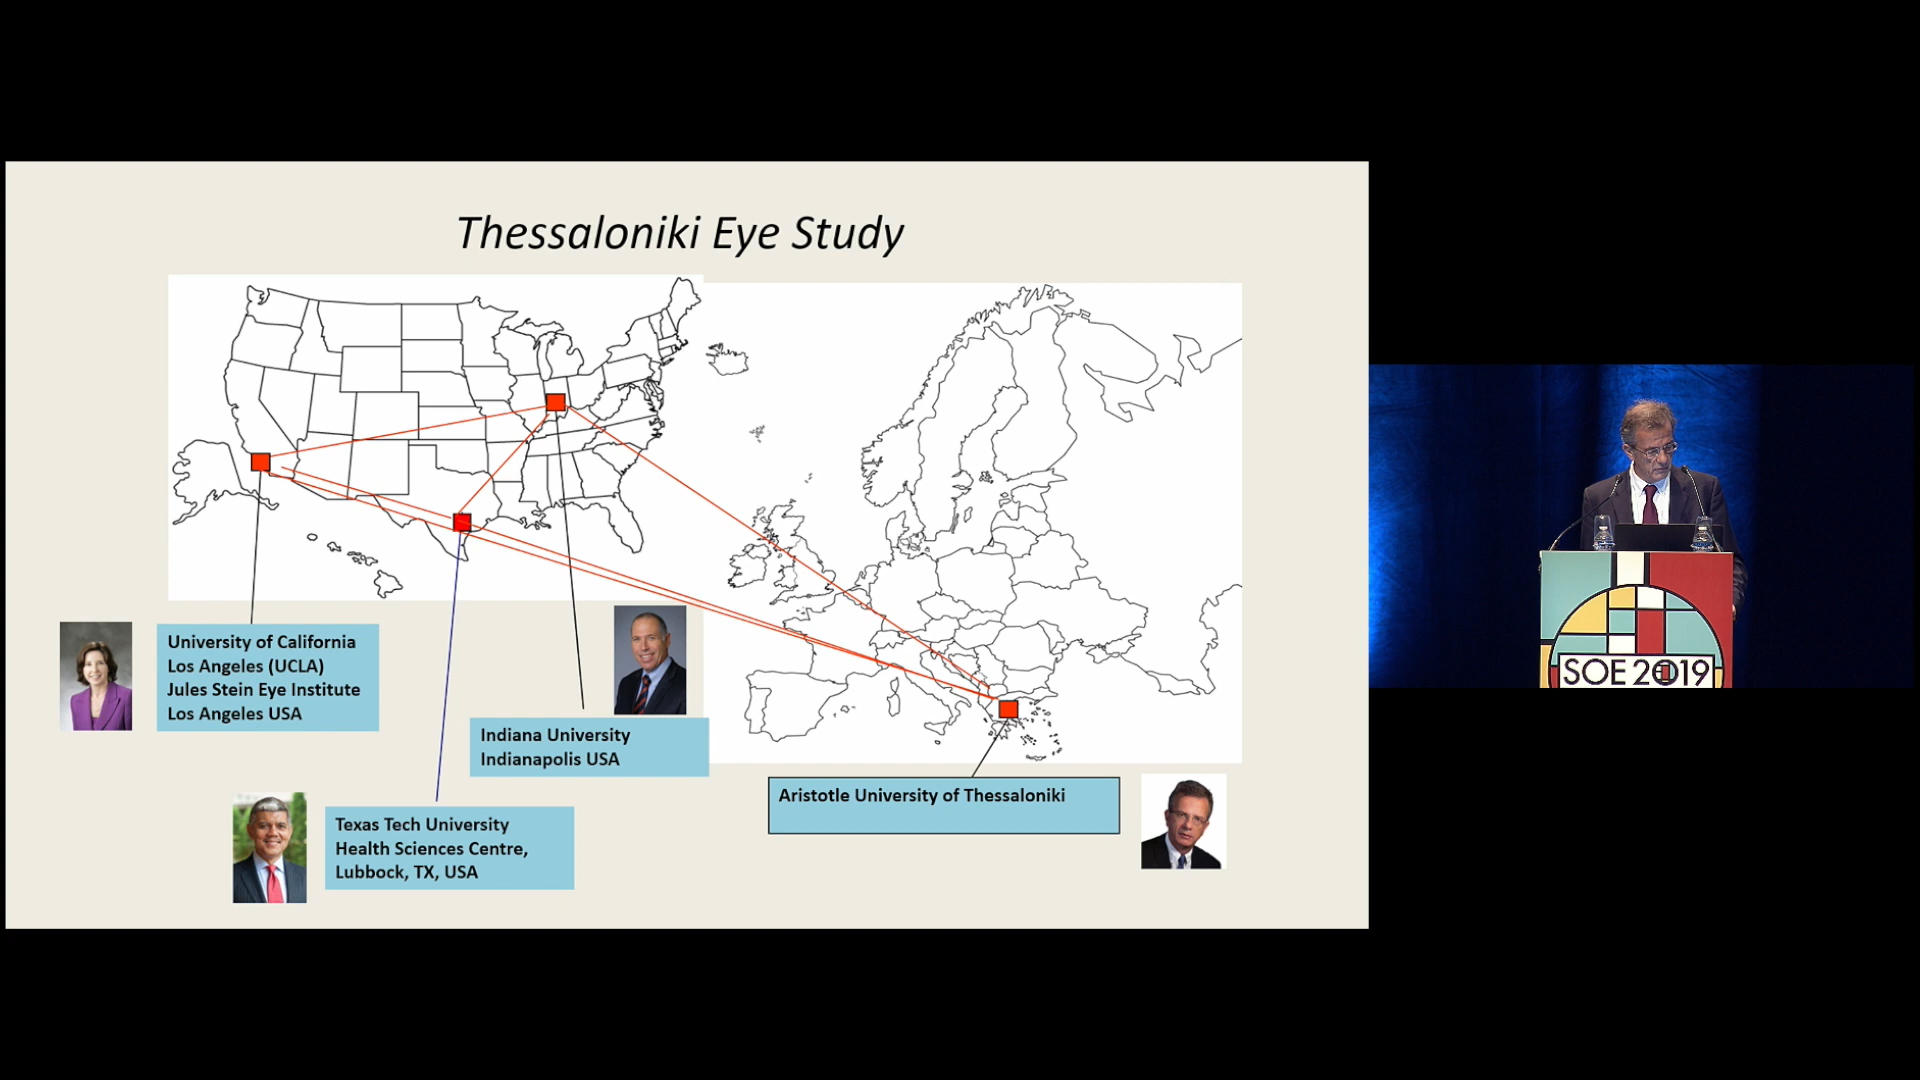 Thessaloniki Eye Study
University of California
Los Angeles (UCLA)
Jules Stein Eye Institute
Los Angeles USA
Indiana University
Indianapolis USA
Texas Tech University
Health Sciences Centre,
Lubbock, TX, USA
Aristotle University of Thessaloniki
SOE 2019